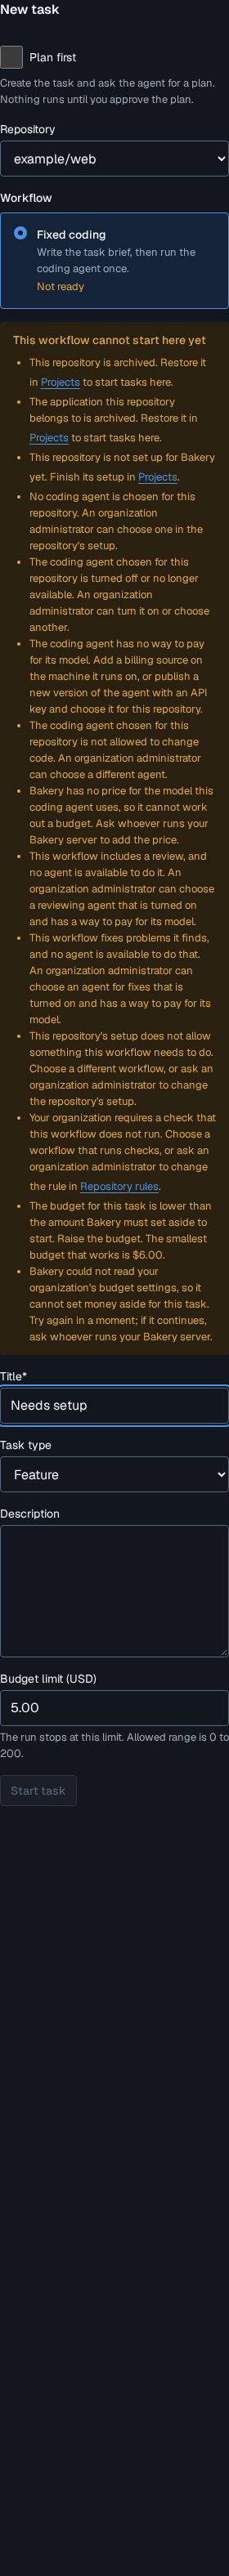 New task
Plan first
Create the task and ask the agent for a plan.
Nothing runs until you approve the plan.
Repository
example/web
Workflow
Fixed coding
Write the task brief, then run the
coding agent once.
Not ready
This workflow cannot start here yet
• This repository is archived. Restore it
in Projects to start tasks here.
• The application this repository
belongs to is archived. Restore it in
Projects to start tasks here.
• This repository is not set up for Bakery
yet. Finish its setup in Projects.
• No coding agent is chosen for this
repository. An organization
administrator can choose one in the
repository's setup.
• The coding agent chosen for this
repository is turned off or no longer
available. An organization
administrator can turn it on or choose
another.
• The coding agent has no way to pay
for its model. Add a billing source on
the machine it runs on, or publish a
new version of the agent with an API
key and choose it for this repository.
• The coding agent chosen for this
repository is not allowed to change
code. An organization administrator
can choose a different agent.
• Bakery has no price for the model this
coding agent uses, so it cannot work
out a budget. Ask whoever runs your
Bakery server to add the price.
• This workflow includes a review, and
no agent is available to do it. An
organization administrator can choose
a reviewing agent that is turned on
and has a way to pay for its model.
• This workflow fixes problems it finds,
and no agent is available to do that.
An organization administrator can
choose an agent for fixes that is
turned on and has a way to pay for its
model.
• This repository's setup does not allow
something this workflow needs to do.
Choose a different workflow, or ask an
organization administrator to change
the repository's setup.
• Your organization requires a check that
this workflow does not run. Choose a
workflow that runs checks, or ask an
organization administrator to change
the rule in Repository rules.
• The budget for this task is lower than
the amount Bakery must set aside to
start. Raise the budget. The smallest
budget that works is $6.00.
• Bakery could not read your
organization's budget settings, so it
cannot set money aside for this task.
Try again in a moment; if it continues,
ask whoever runs your Bakery server.
Title*
Needs setup
Task type
Feature
Description
Budget limit (USD)
5.00
The run stops at this limit. Allowed range is 0 to
200.
Start task